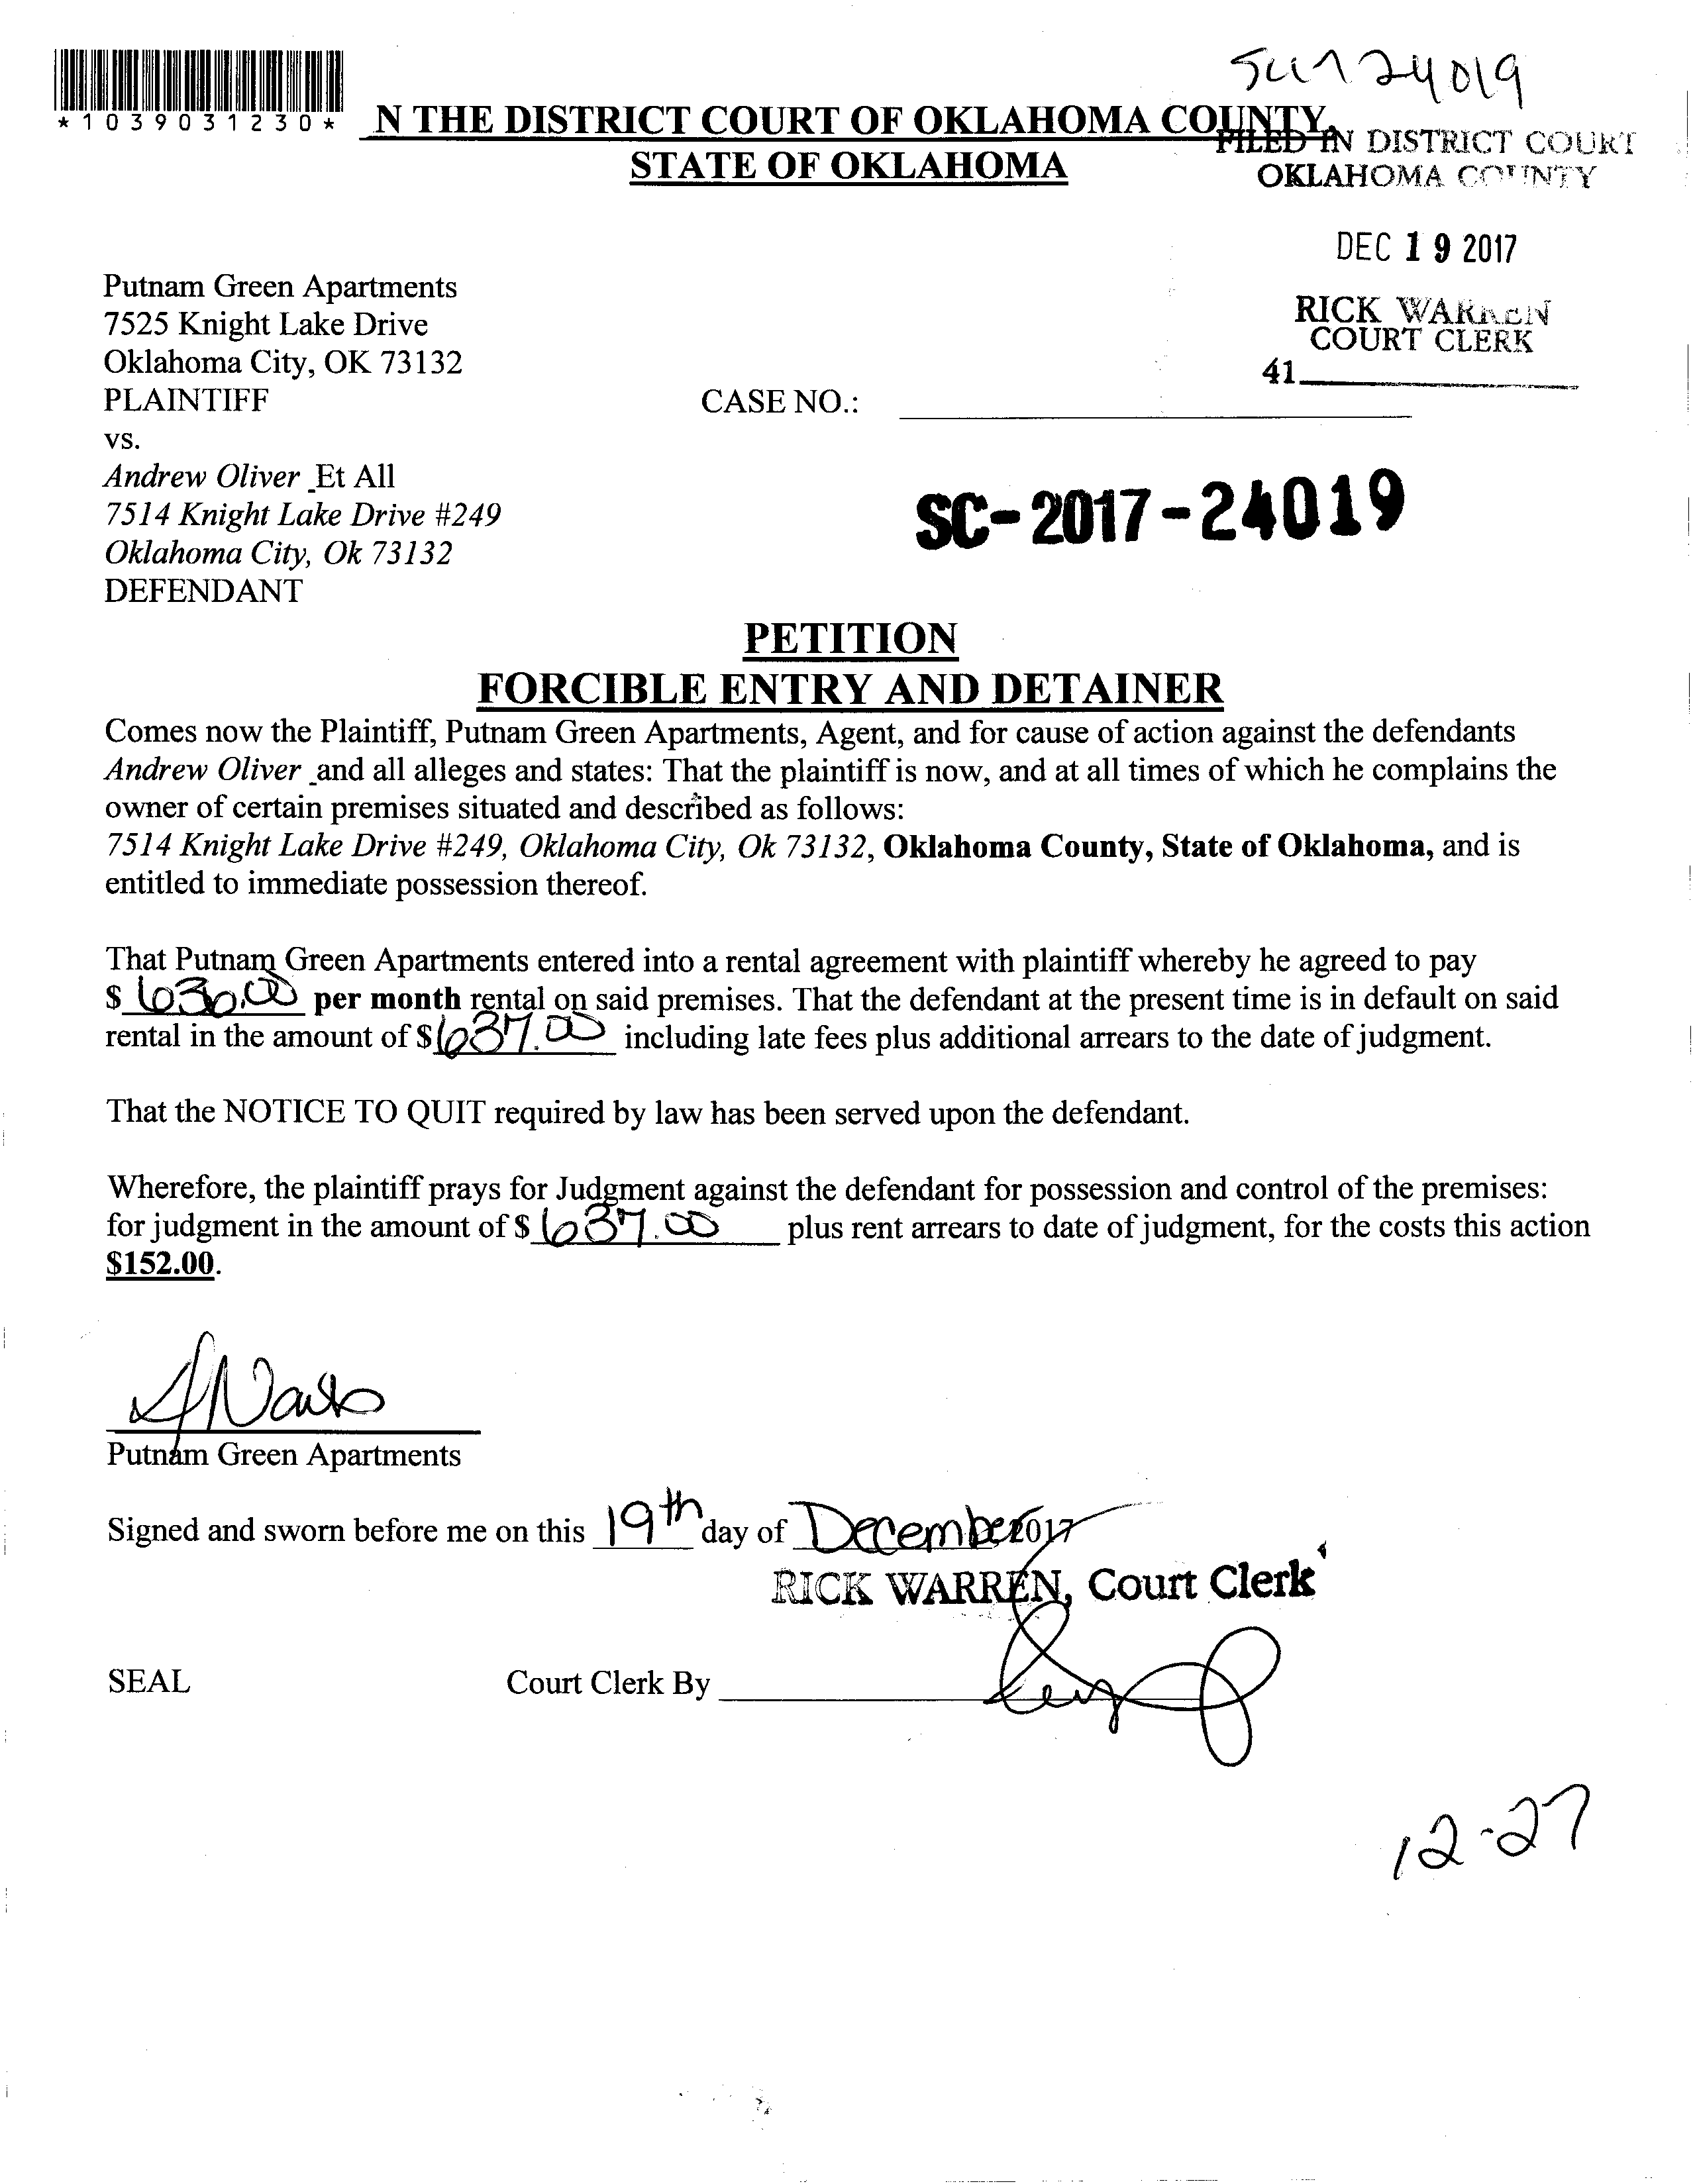 SC17 24019
*1039031230*
N THE DISTRICT COURT OF OKLAHOMA COUNTY
STATE OF OKLAHOMA
FILED IN DISTRICT COURT
OKLAHOMA COUNTY
DEC 19 2017
RICK WARREN
COURT CLERK
41
Putnam Green Apartments
7525 Knight Lake Drive
Oklahoma City, OK 73132
PLAINTIFF
CASE NO.:
vs.
Andrew Oliver Et All
7514 Knight Lake Drive #249
Oklahoma City, Ok 73132
DEFENDANT
SC-2017-24019
PETITION
FORCIBLE ENTRY AND DETAINER
Comes now the Plaintiff, Putnam Green Apartments, Agent, and for cause of action against the defendants
Andrew Oliver and all alleges and states: That the plaintiff is now, and at all times of which he complains the
owner of certain premises situated and described as follows:
7514 Knight Lake Drive #249, Oklahoma City, Ok 73132, Oklahoma County, State of Oklahoma, and is
entitled to immediate possession thereof.
That Putnam Green Apartments entered into a rental agreement with plaintiff whereby he agreed to pay
$ 630.00 per month rental on said premises. That the defendant at the present time is in default on said
rental in the amount of $637.00 including late fees plus additional arrears to the date of judgment.
That the NOTICE TO QUIT required by law has been served upon the defendant.
Wherefore, the plaintiff prays for Judgment against the defendant for possession and control of the premises:
for judgment in the amount of $ 637.00 plus rent arrears to date of judgment, for the costs this action
$152.00.
Putnam Green Apartments
Signed and sworn before me on this 19th day of December, 2017
RICK WARREN, Court Clerk
SEAL
Court Clerk By
12-27